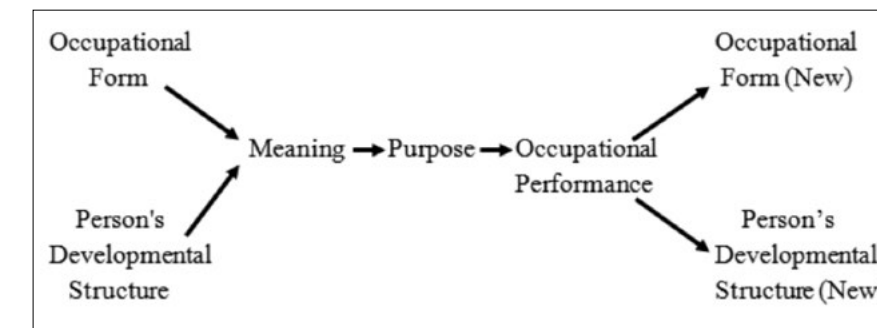 Occupational
Form
Person's
Developmental
Structure
Meaning
Purpose
Occupational
Performance
Occupational
Form (New)
Person’s
Developmental
Structure (New